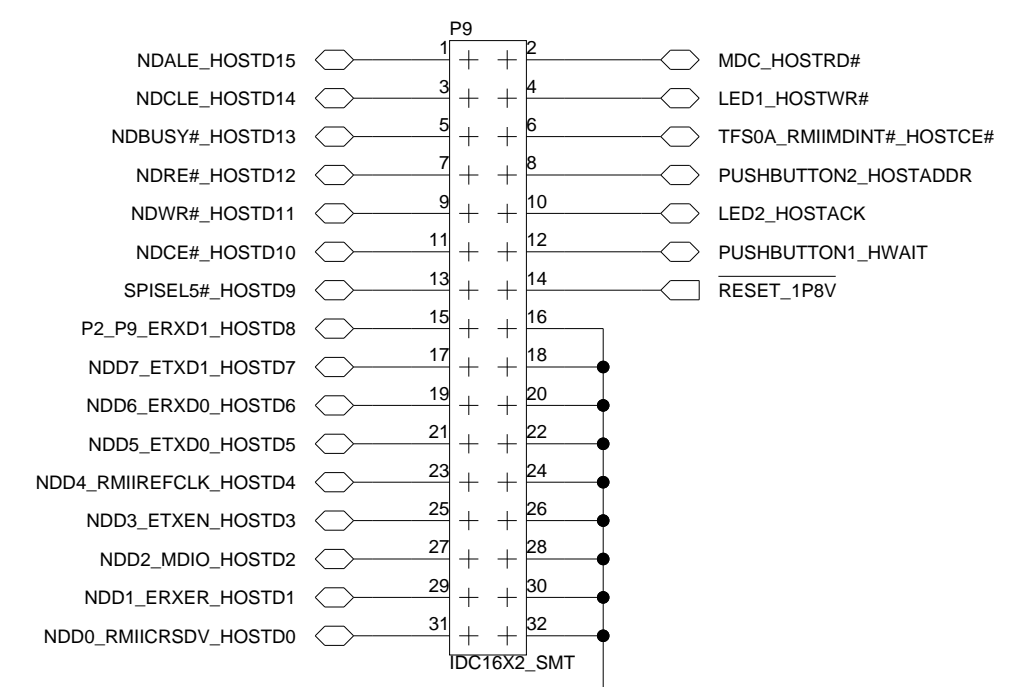 P9
NDALE_HOSTD15 1 2 MDC_HOSTRD#
NDCLE_HOSTD14 3 4 LED1_HOSTWR#
NDBUSY#_HOSTD13 5 6 TFS0A_RMIIMDINT#_HOSTCE#
NDRE#_HOSTD12 7 8 PUSHBUTTON2_HOSTADDR
NDWR#_HOSTD11 9 10 LED2_HOSTACK
NDCE#_HOSTD10 11 12 PUSHBUTTON1_HWAIT
SPISEL5#_HOSTD9 13 14 RESET_1P8V
P2_P9_ERXD1_HOSTD8 15 16
NDD7_ETXD1_HOSTD7 17 18
NDD6_ERXD0_HOSTD6 19 20
NDD5_ETXD0_HOSTD5 21 22
NDD4_RMIIREFCLK_HOSTD4 23 24
NDD3_ETXEN_HOSTD3 25 26
NDD2_MDIO_HOSTD2 27 28
NDD1_ERXER_HOSTD1 29 30
NDD0_RMIICRSDV_HOSTD0 31 32
IDC16X2_SMT